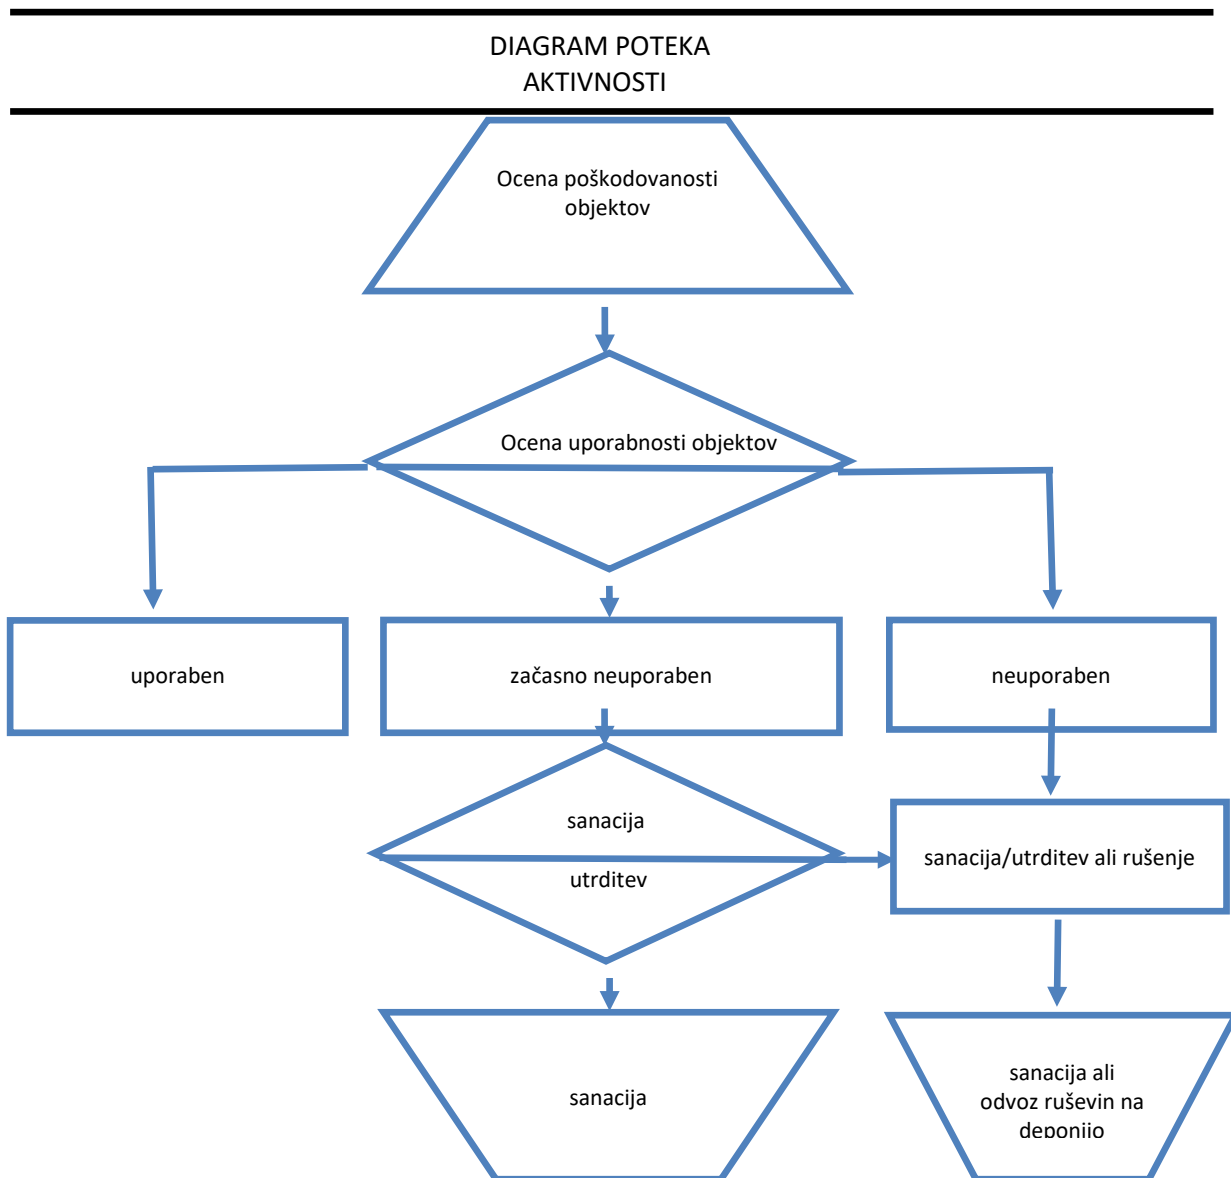 DIAGRAM POTEKA
AKTIVNOSTI
Ocena poškodovanosti
objektov
Ocena uporabnosti objektov
uporaben
začasno neuporaben
neuporaben
sanacija
utrditev
sanacija/utrditev ali rušenje
sanacija
sanacija ali
odvoz ruševin na
deponijo